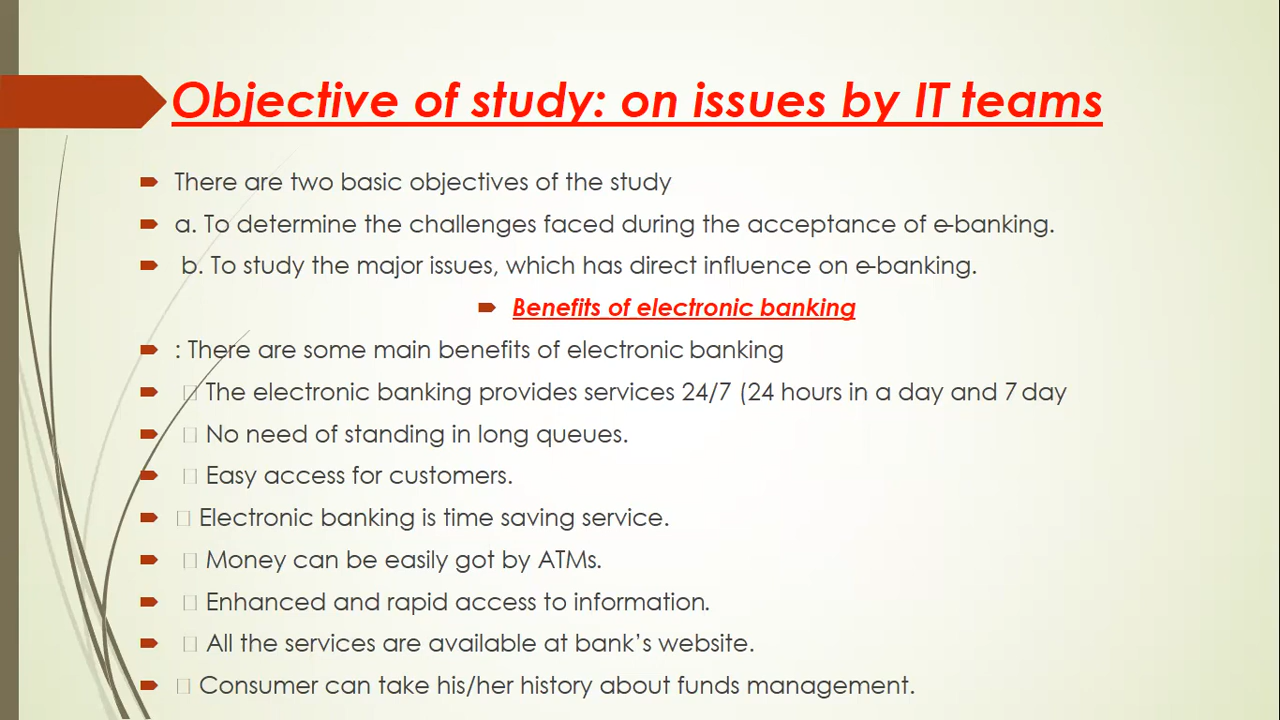 Objective of study: on issues by IT teams
There are two basic objectives of the study
a. To determine the challenges faced during the acceptance of e-banking.
b. To study the major issues, which has direct influence on e-banking.
Benefits of electronic banking
: There are some main benefits of electronic banking
□ The electronic banking provides services 24/7 (24 hours in a day and 7 day
□ No need of standing in long queues.
□ Easy access for customers.
□ Electronic banking is time saving service.
□ Money can be easily got by ATMs.
□ Enhanced and rapid access to information.
□ All the services are available at bank’s website.
□ Consumer can take his/her history about funds management.